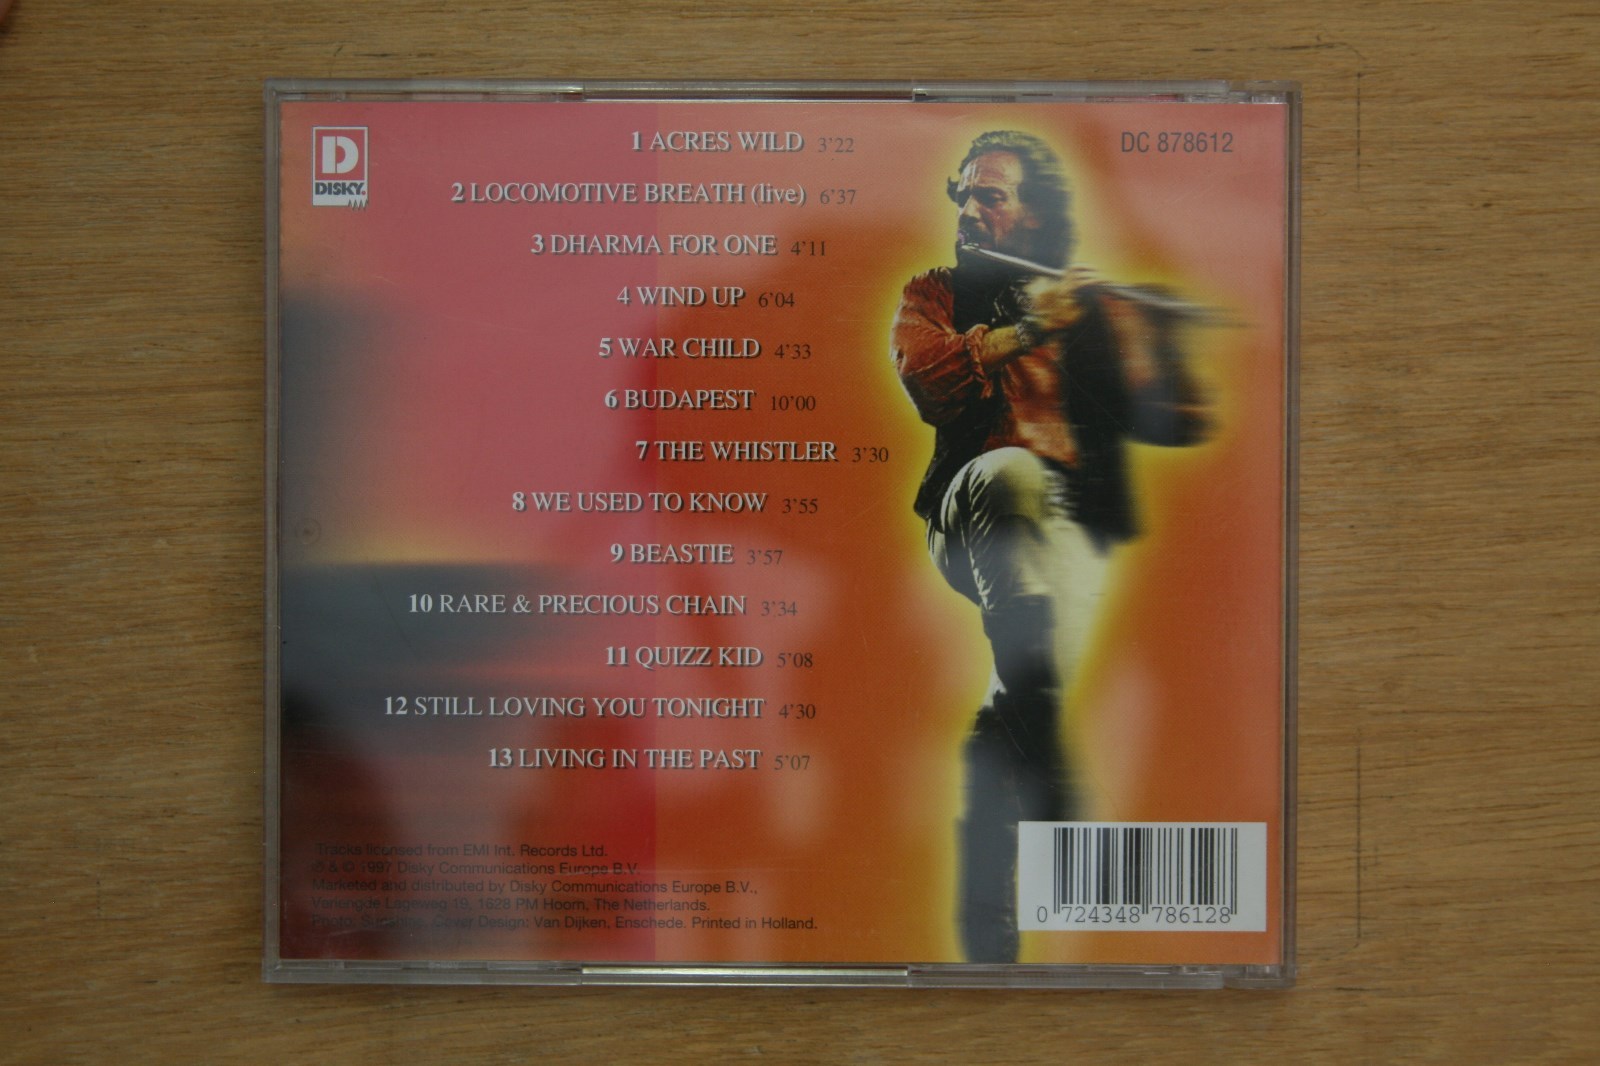 DISKY.
DC 878612
1 ACRES WILD 3'22
2 LOCOMOTIVE BREATH (live) 6'37
3 DHARMA FOR ONE 4'11
4 WIND UP 6'04
5 WAR CHILD 4'33
6 BUDAPEST 10'00
7 THE WHISTLER 3'30
8 WE USED TO KNOW 3'55
9 BEASTIE 3'57
10 RARE & PRECIOUS CHAIN 3'34
11 QUIZZ KID 5'08
12 STILL LOVING YOU TONIGHT 4'30
13 LIVING IN THE PAST 5'07
Tracks licensed from EMI Int. Records Ltd.
℗ & © 1997 Disky Communications Europe B.V.
Marketed and distributed by Disky Communications Europe B.V.,
Lageweg 19, 1628 PM Hoorn, The Netherlands.
Photo: Cover Design: Van Dijken, Enschede. Printed in Holland.
0 724348 786128